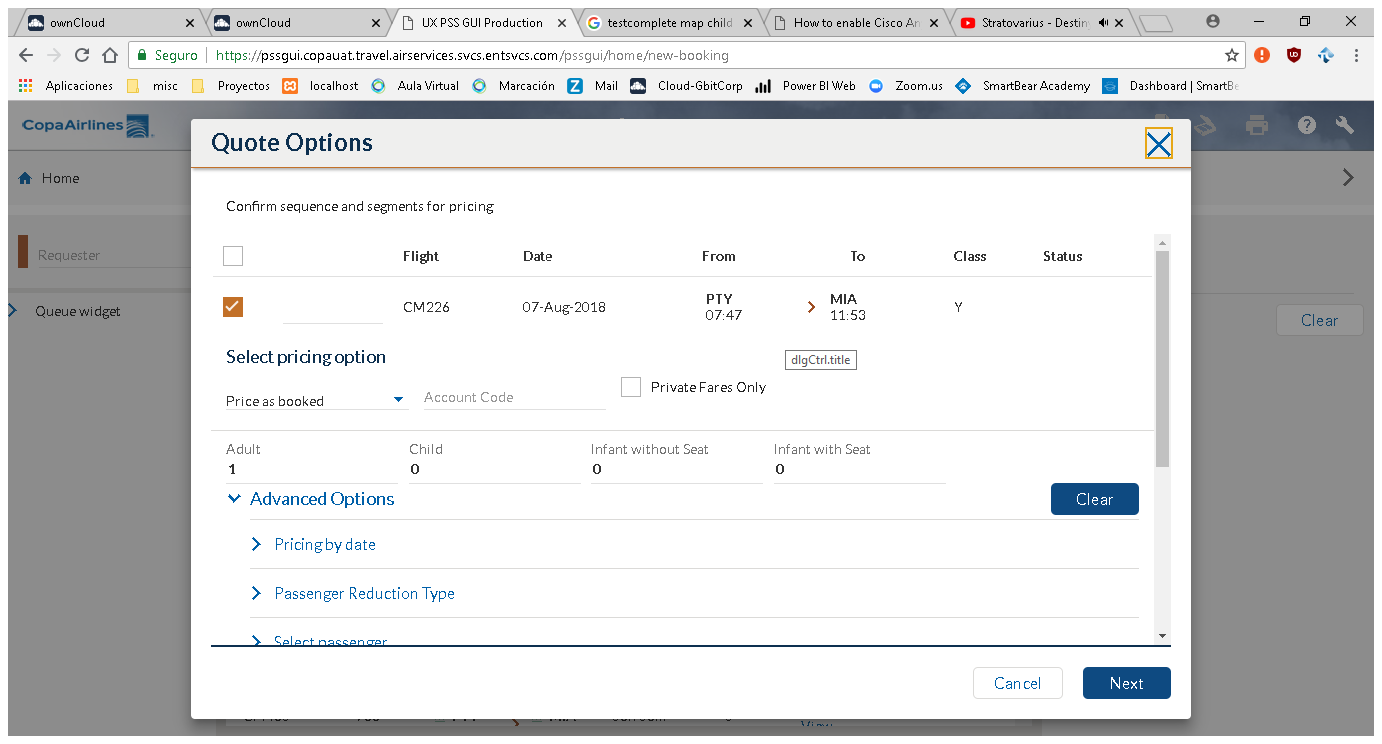 ownCloud
ownCloud
UX PSS GUI Production
testcomplete map child
How to enable Cisco An
Stratovarius - Destin
Seguro
https://pssgui.copauat.travel.airservices.svcs.entsvcs.com/pssgui/home/new-booking
Aplicaciones misc Proyectos localhost Aula Virtual Marcación Mail Cloud-GbitCorp Power BI Web Zoom.us SmartBear Academy Dashboard | SmartBe
CopaAirlines
Quote Options
Home
Confirm sequence and segments for pricing
Requester
Flight Date From To Class Status
CM226 07-Aug-2018 PTY MIA Y
07:47 11:53
Queue widget
Clear
Select pricing option
dlgCtrl.title
Price as booked Account Code Private Fares Only
Adult Child Infant without Seat Infant with Seat
1 0 0 0
Advanced Options Clear
Pricing by date
Passenger Reduction Type
Select passenger
Cancel Next
View